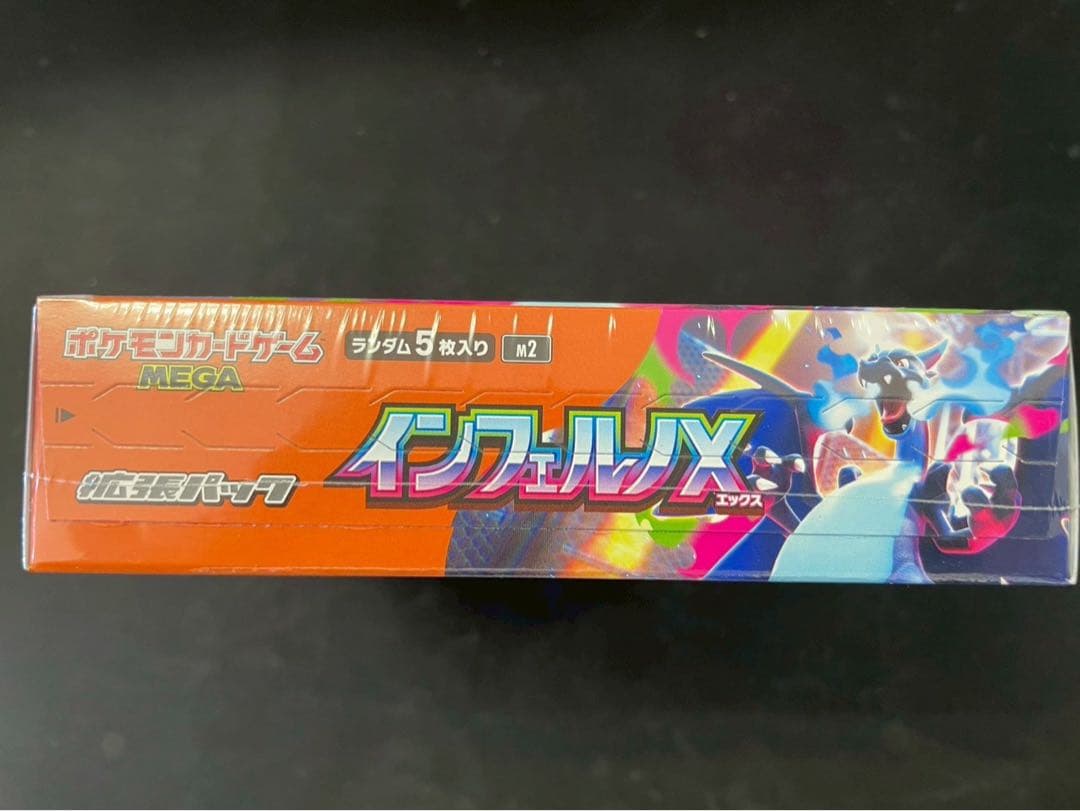 ポケモンカードゲーム
MEGA
ランダム5枚入り
M2
拡張パック
インフェルノX
エックス